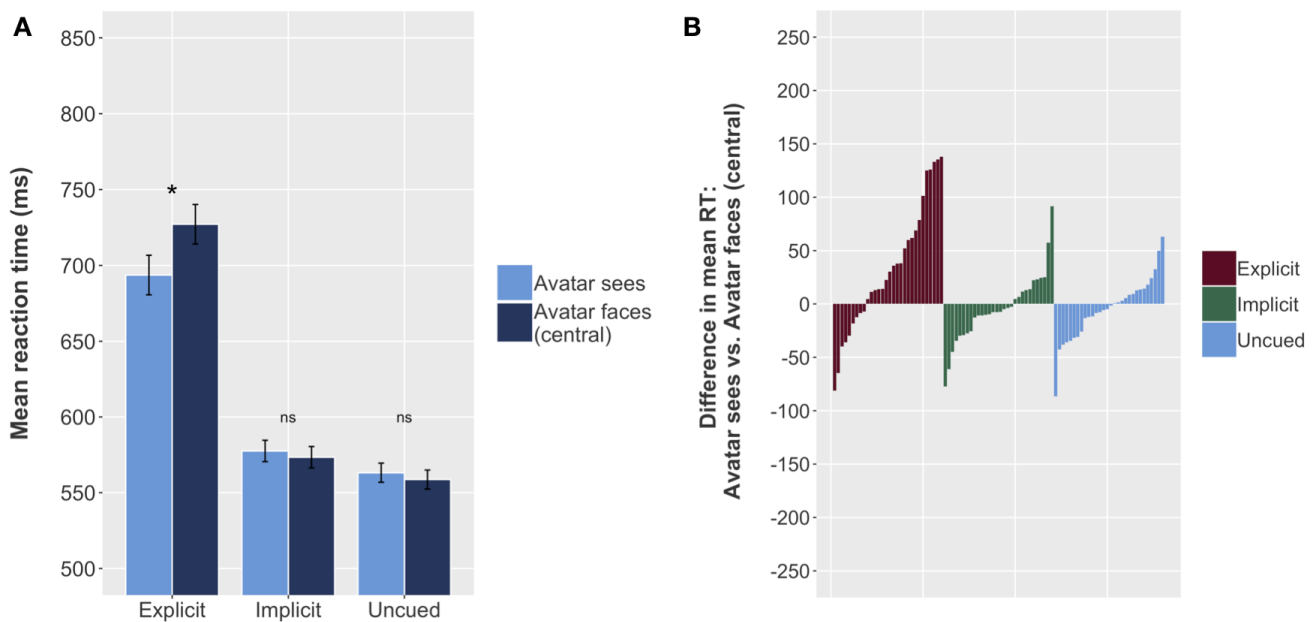 A
Mean reaction time (ms)
850
800
750
700
650
600
550
500
*
ns
ns
Explicit
Implicit
Uncued
Avatar sees
Avatar faces
(central)
B
Difference in mean RT:
Avatar sees vs. Avatar faces (central)
250
200
150
100
50
0
-50
-100
-150
-200
-250
Explicit
Implicit
Uncued